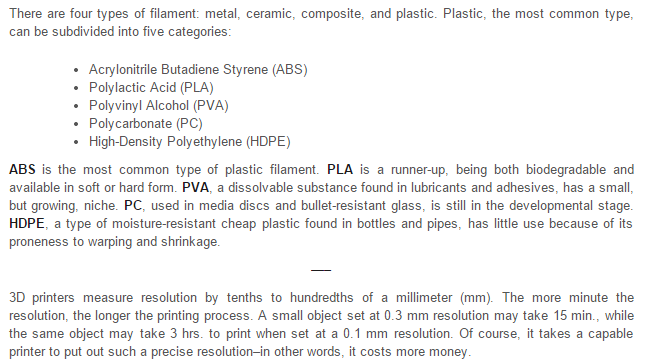 There are four types of filament: metal, ceramic, composite, and plastic. Plastic, the most common type,
can be subdivided into five categories:
• Acrylonitrile Butadiene Styrene (ABS)
• Polylactic Acid (PLA)
• Polyvinyl Alcohol (PVA)
• Polycarbonate (PC)
• High-Density Polyethylene (HDPE)
ABS is the most common type of plastic filament. PLA is a runner-up, being both biodegradable and
available in soft or hard form. PVA, a dissolvable substance found in lubricants and adhesives, has a small,
but growing, niche. PC, used in media discs and bullet-resistant glass, is still in the developmental stage.
HDPE, a type of moisture-resistant cheap plastic found in bottles and pipes, has little use because of its
proneness to warping and shrinkage.
3D printers measure resolution by tenths to hundredths of a millimeter (mm). The more minute the
resolution, the longer the printing process. A small object set at 0.3 mm resolution may take 15 min., while
the same object may take 3 hrs. to print when set at a 0.1 mm resolution. Of course, it takes a capable
printer to put out such a precise resolution–in other words, it costs more money.